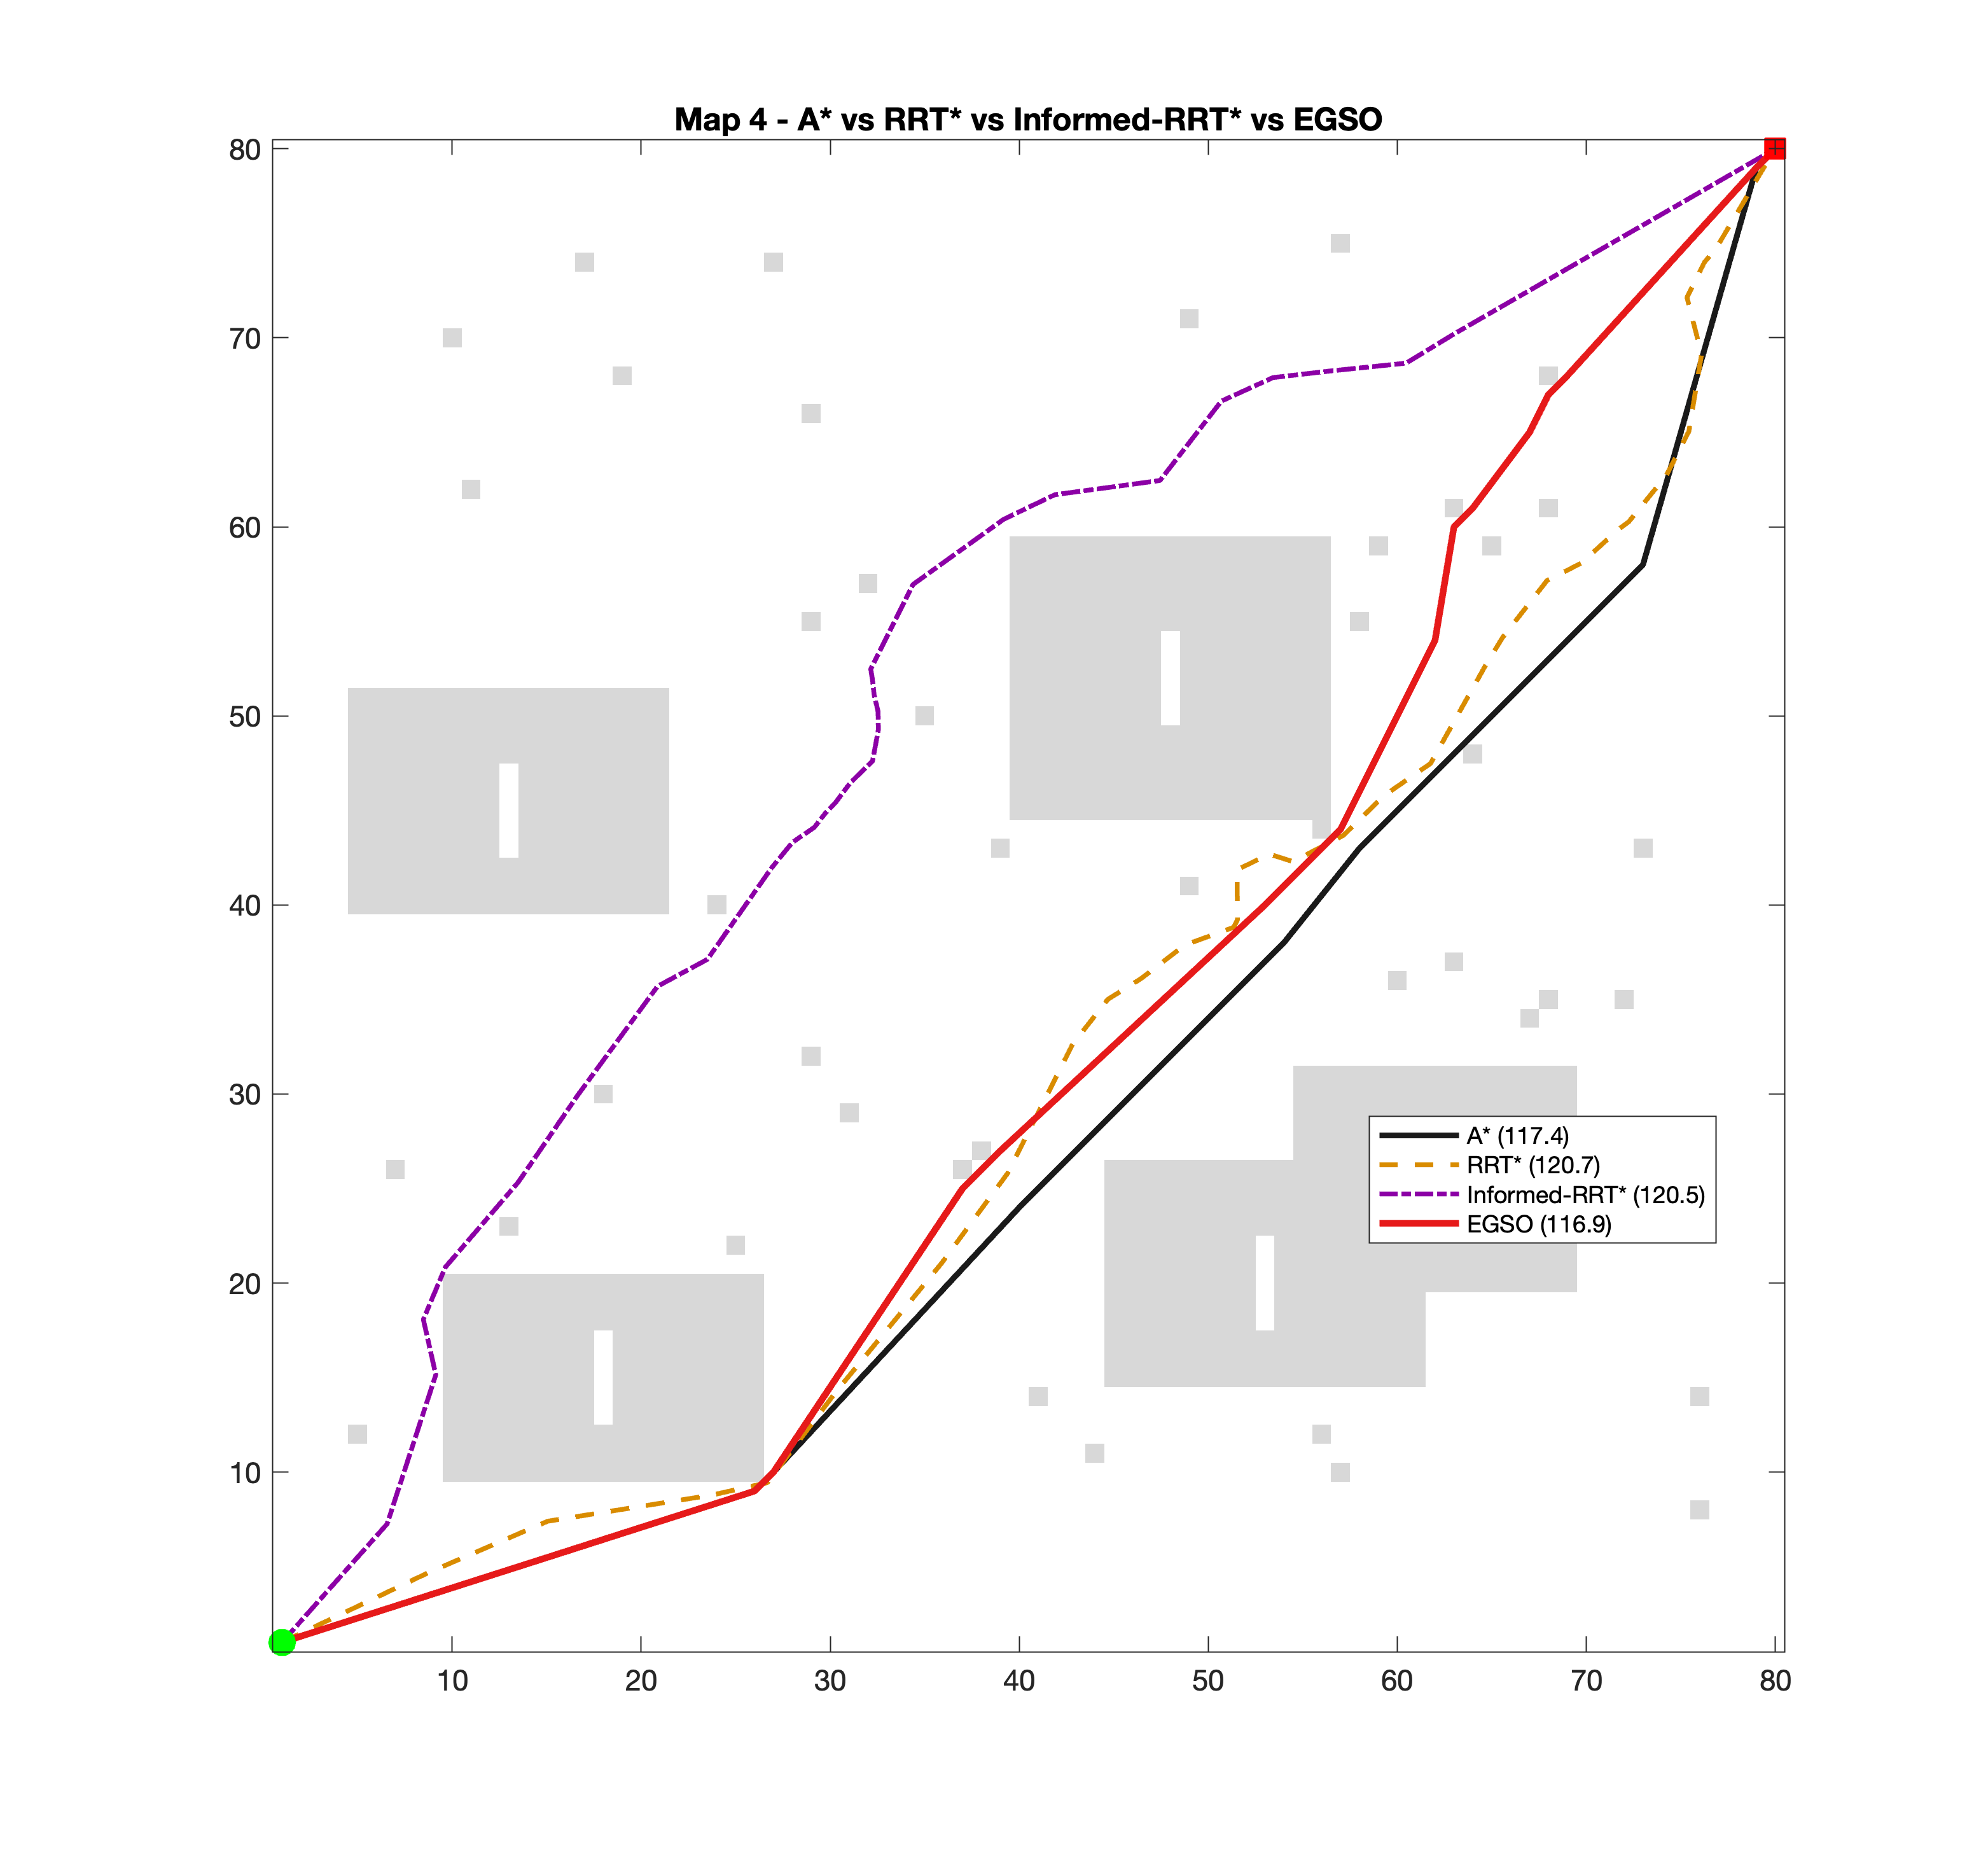 Map 4 - A* vs RRT* vs Informed-RRT* vs EGSO
80
70
60
50
40
30
20
10
A* (117.4)
RRT* (120.7)
Informed-RRT* (120.5)
EGSO (116.9)
10 20 30 40 50 60 70 80